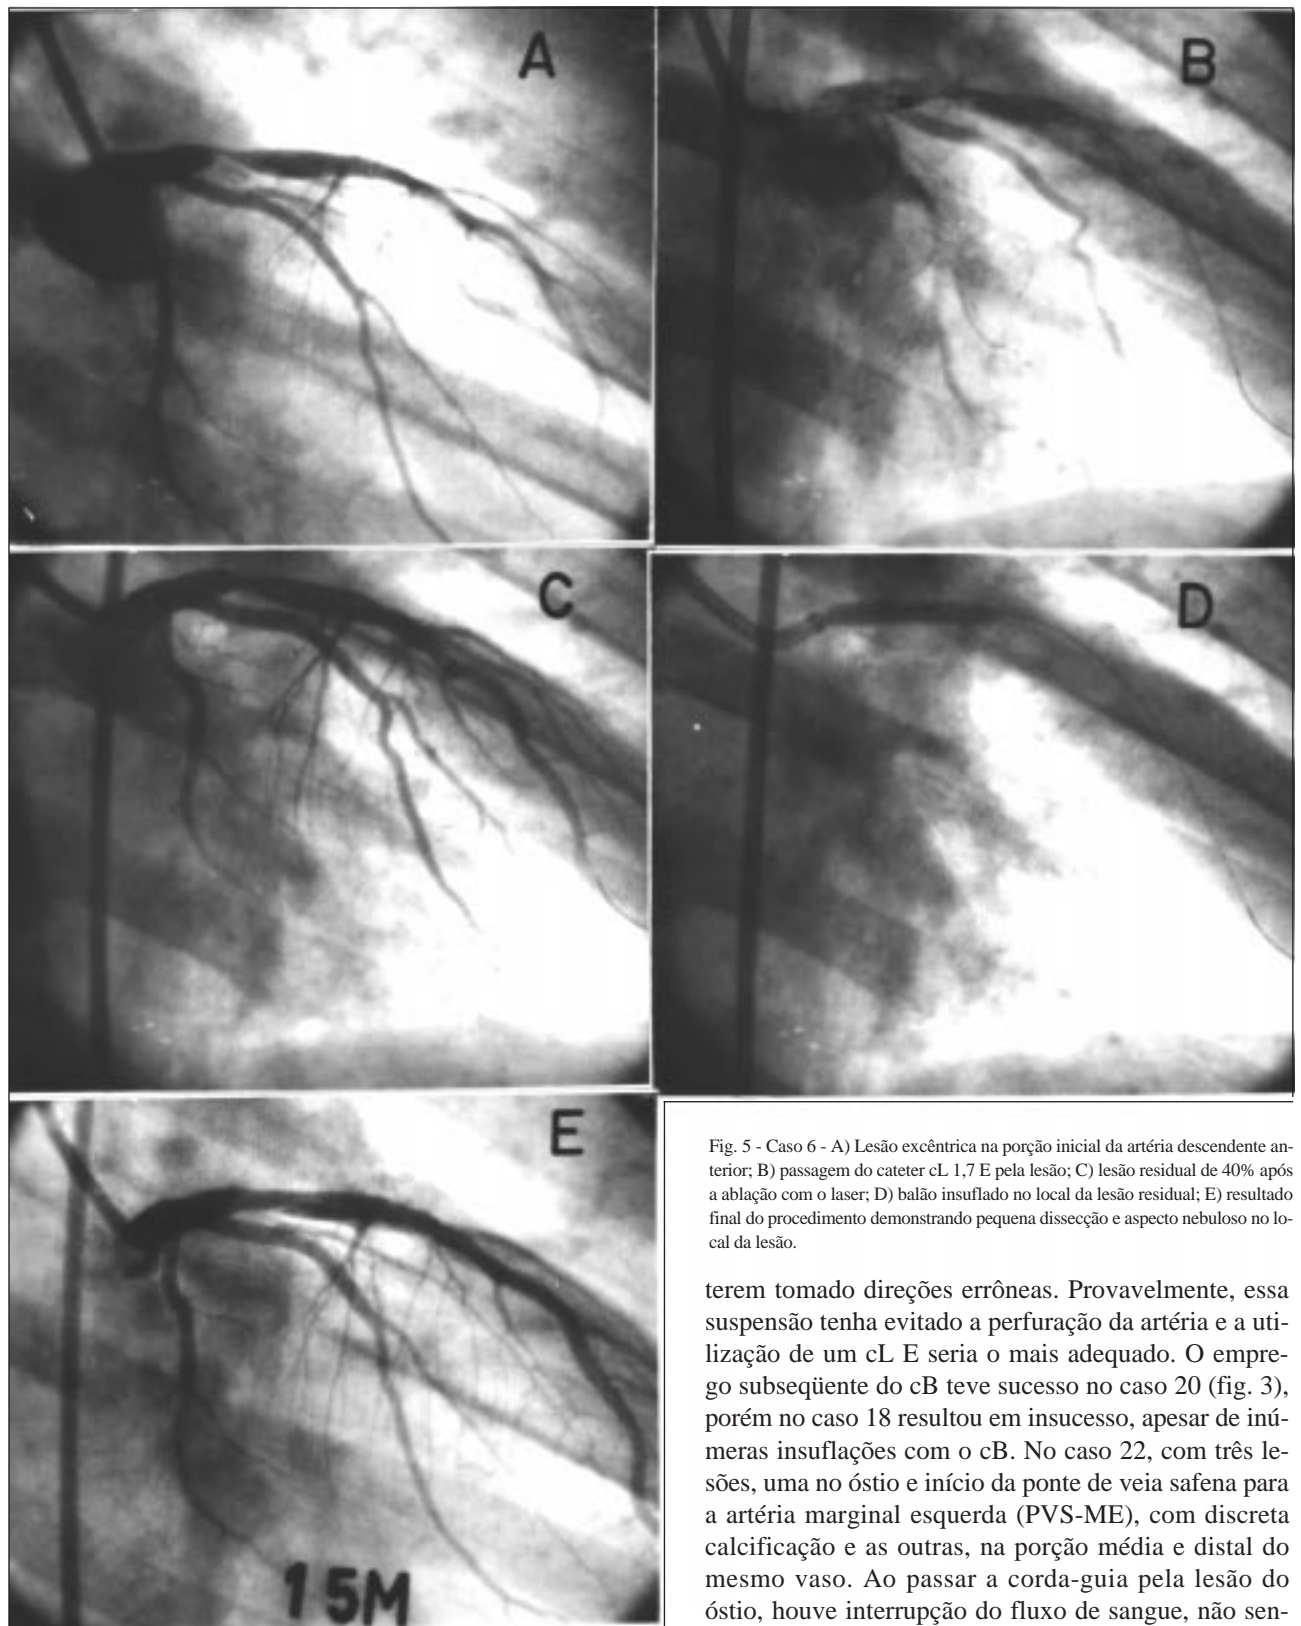 A
B
C
D
E
15M
Fig. 5 - Caso 6 - A) Lesão excêntrica na porção inicial da artéria descendente an-
terior; B) passagem do cateter cL 1,7 E pela lesão; C) lesão residual de 40% após
a ablação com o laser; D) balão insuflado no local da lesão residual; E) resultado
final do procedimento demonstrando pequena dissecção e aspecto nebuloso no lo-
cal da lesão.
terem tomado direções errôneas. Provavelmente, essa
suspensão tenha evitado a perfuração da artéria e a uti-
lização de um cL E seria o mais adequado. O empre-
go subseqüente do cB teve sucesso no caso 20 (fig. 3),
porém no caso 18 resultou em insucesso, apesar de inú-
meras insuflações com o cB. No caso 22, com três le-
sões, uma no óstio e início da ponte de veia safena para
a artéria marginal esquerda (PVS-ME), com discreta
calcificação e as outras, na porção média e distal do
mesmo vaso. Ao passar a corda-guia pela lesão do
óstio, houve interrupção do fluxo de sangue, não sen-